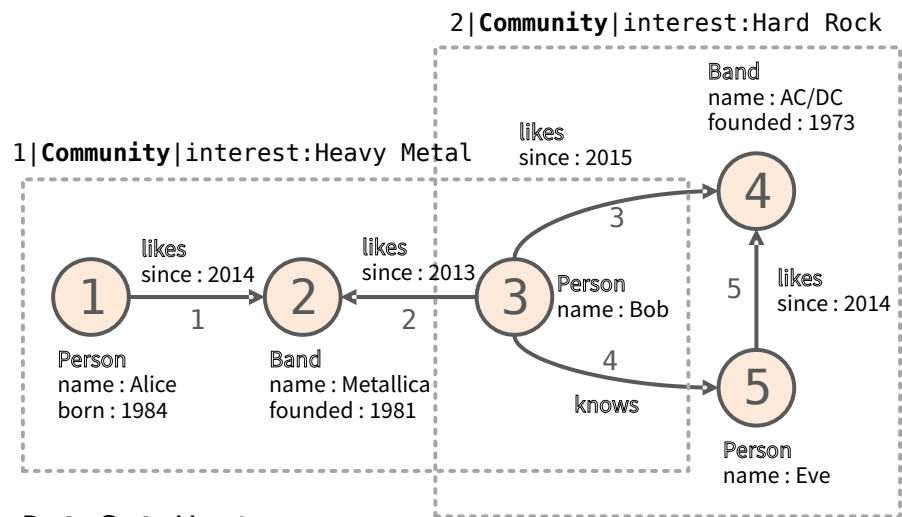 2|Community|interest:Hard Rock
Band
name : AC/DC
founded : 1973
likes
since : 2015
1|Community|interest:Heavy Metal
4
3
likes
since : 2014
likes
since : 2013
1
2
3
Person
name : Bob
5
likes
since : 2014
1
2
4
5
Person
name : Alice
born : 1984
Band
name : Metallica
founded : 1981
knows
Person
name : Eve